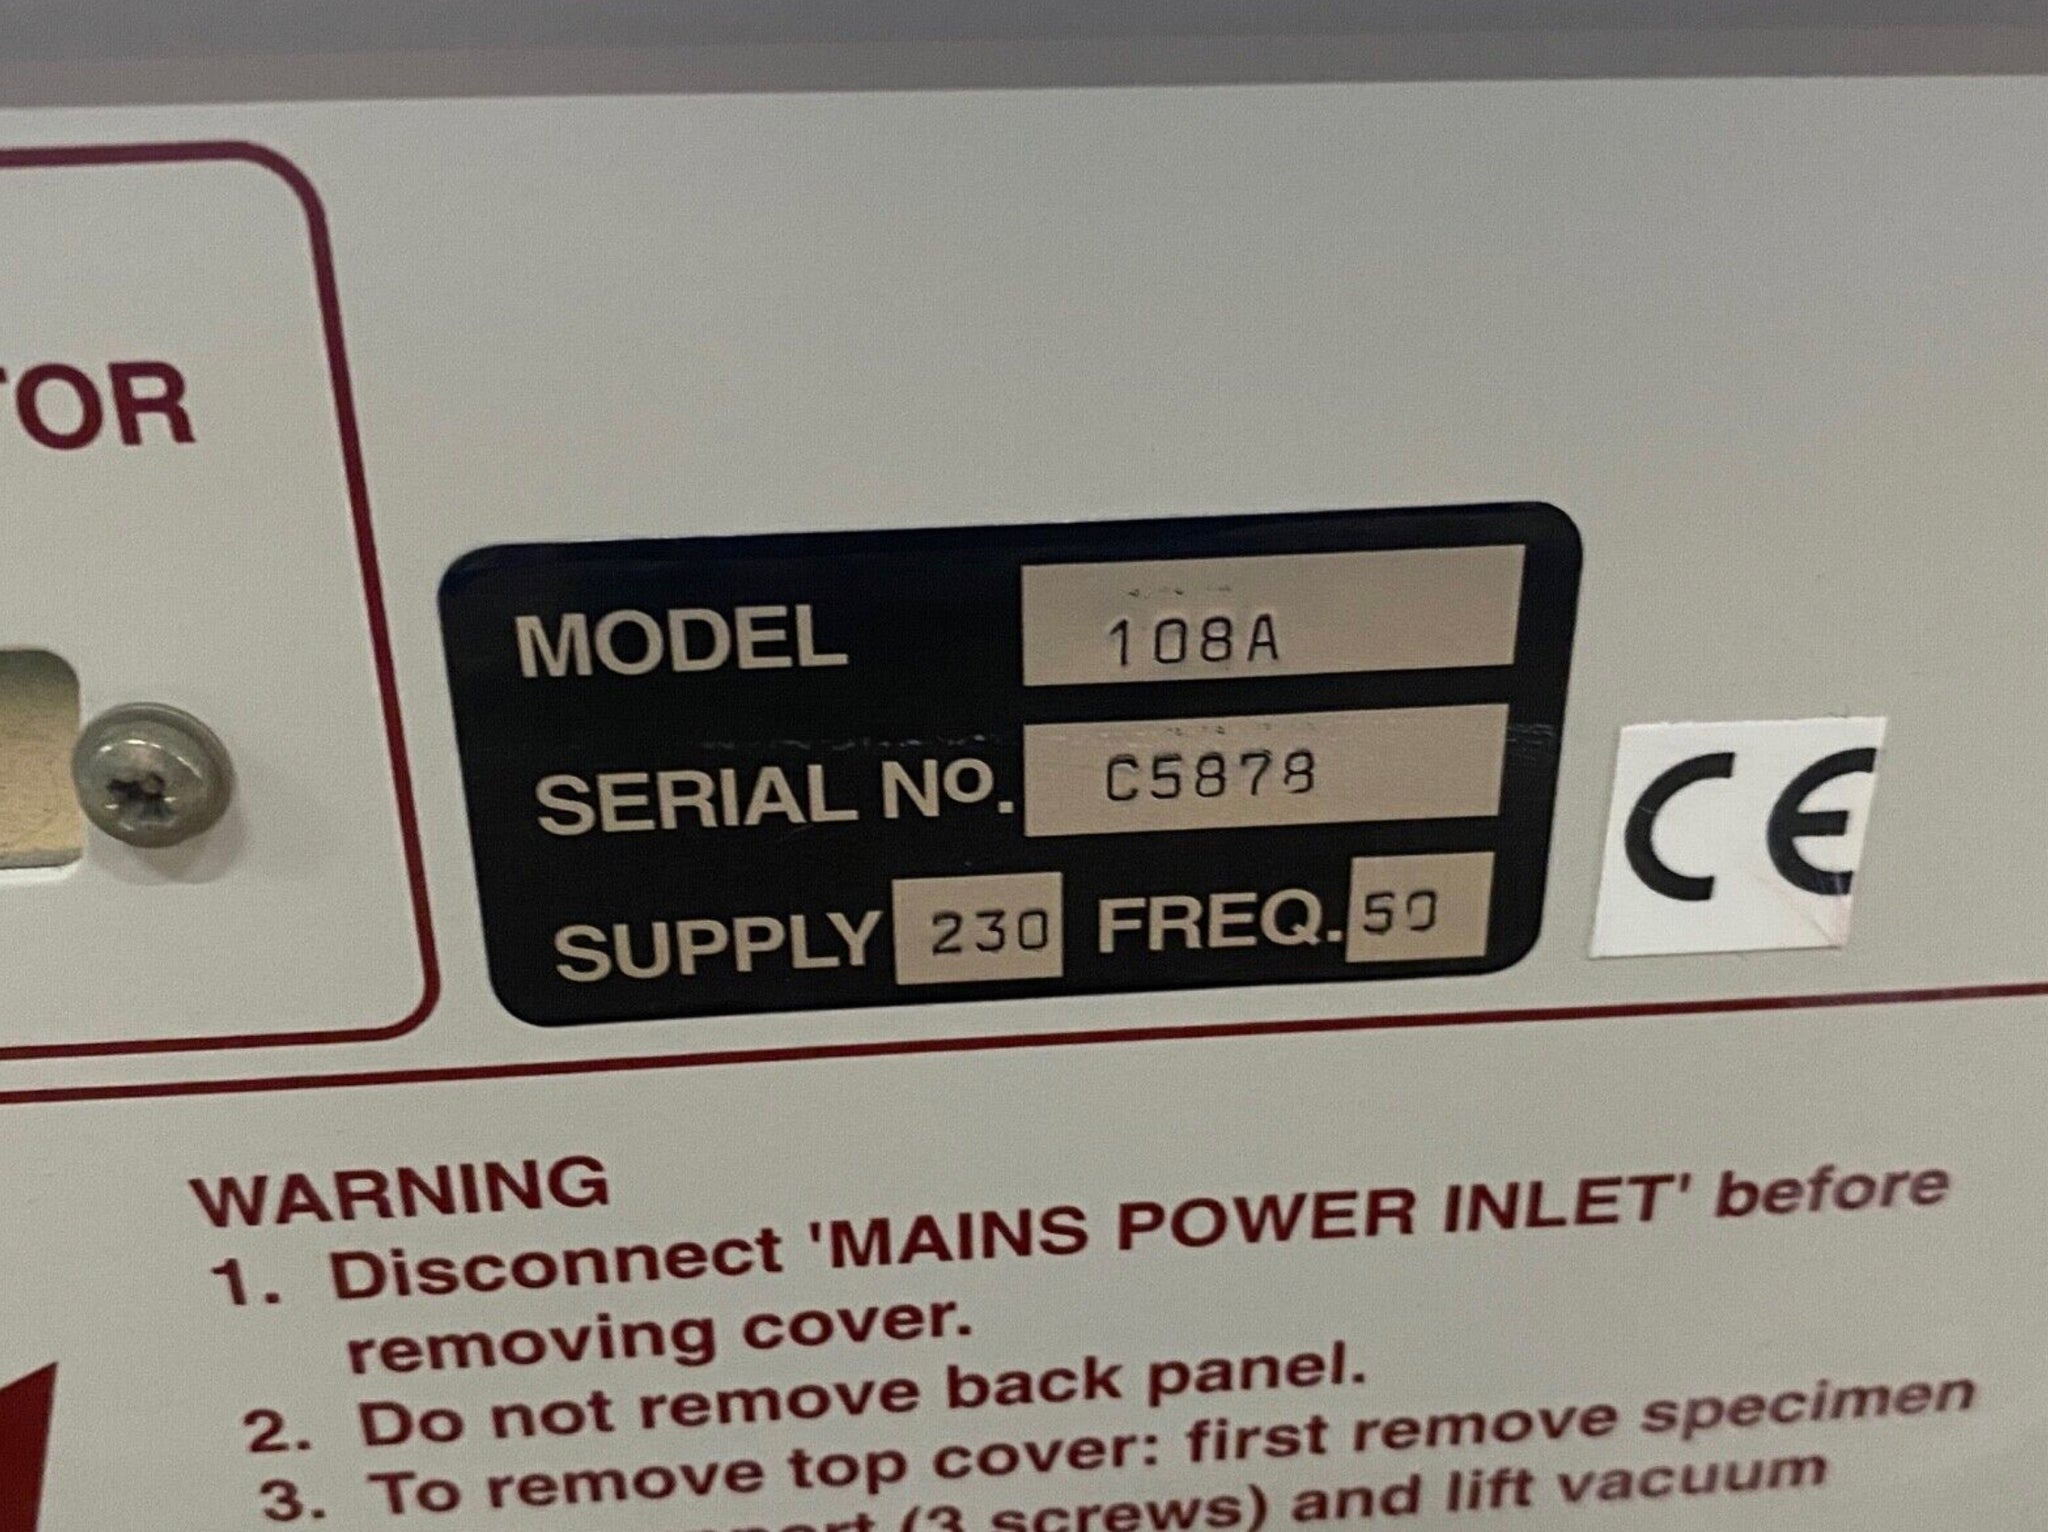 TOR
MODEL 108A
SERIAL No. C5878
SUPPLY 230 FREQ. 50
CE
WARNING
1. Disconnect 'MAINS POWER INLET' before
removing cover.
2. Do not remove back panel.
3. To remove top cover: first remove specimen
(3 screws) and lift vacuum